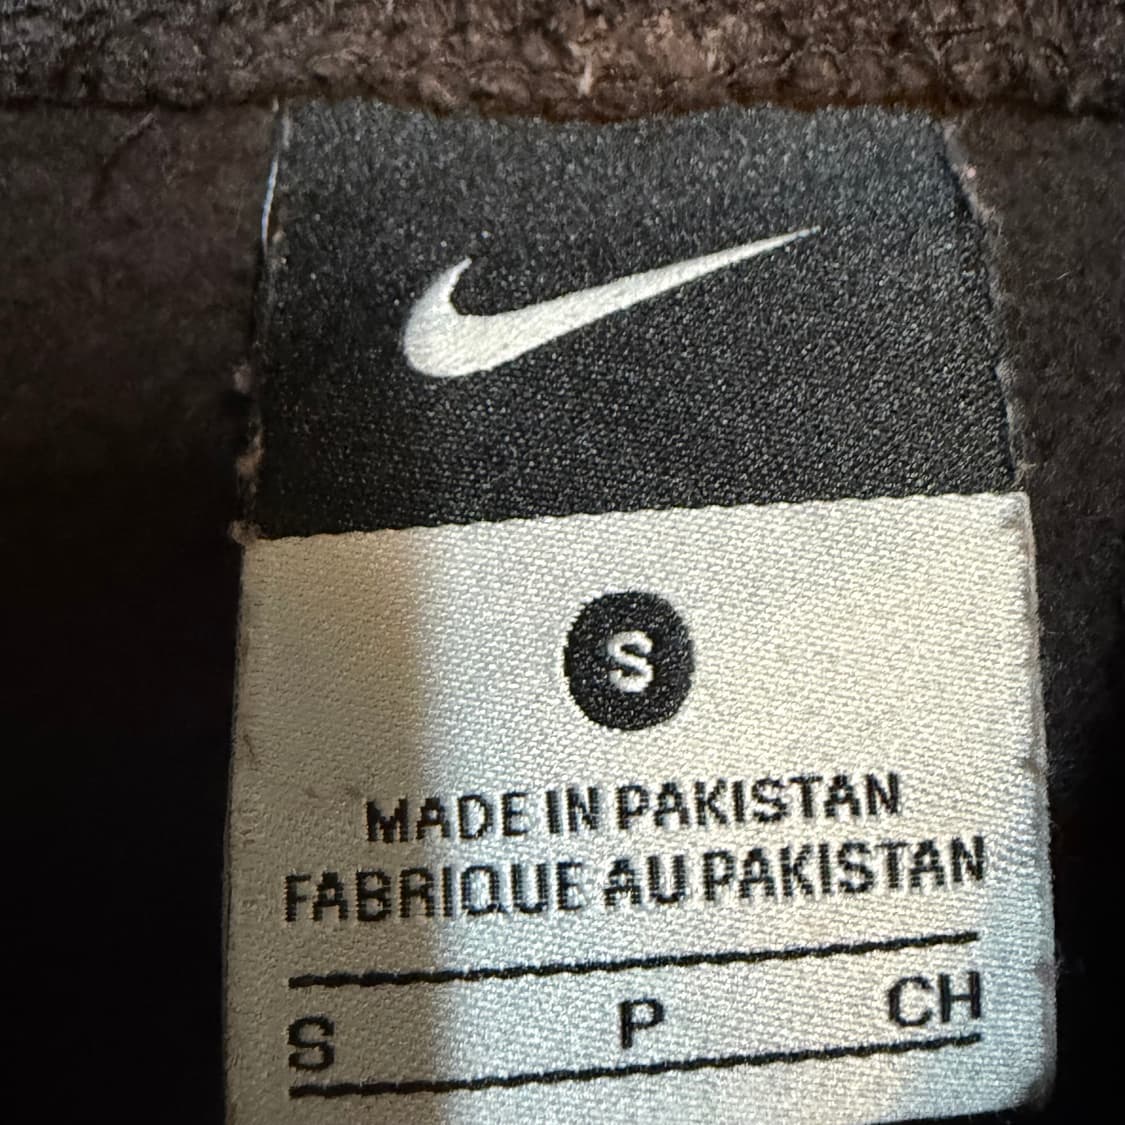 S
MADE IN PAKISTAN
FABRIQUE AU PAKISTAN
S P CH